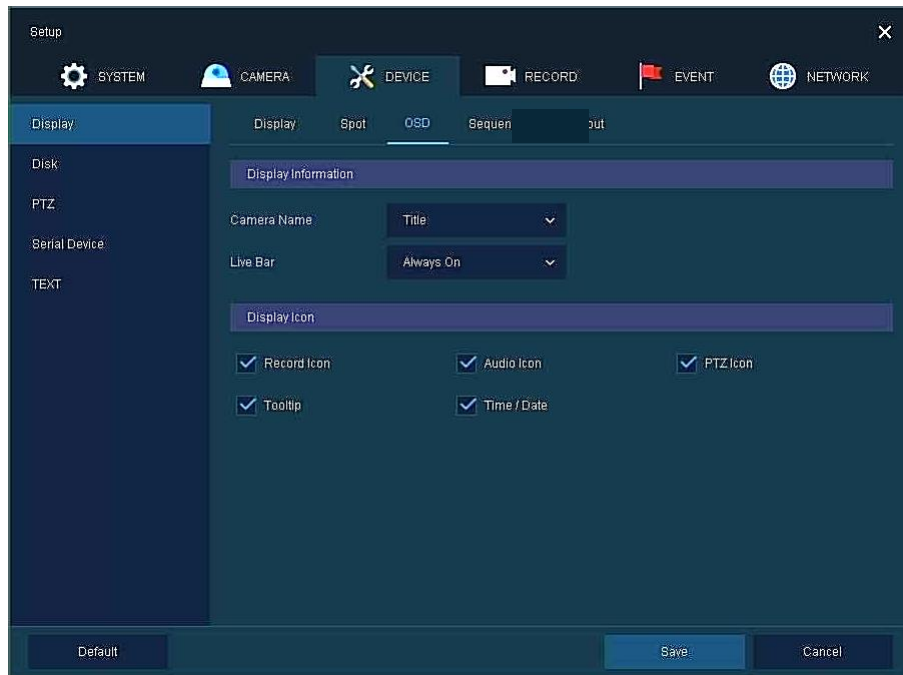 Setup
SYSTEM CAMERA DEVICE RECORD EVENT NETWORK
Display
Disk
PTZ
Serial Device
TEXT
Display Spot OSD
Display Information
Camera Name Title
Live Bar Always On
Display Icon
Record Icon Audio Icon PTZ Icon
Tooltip Time / Date
Default Save Cancel